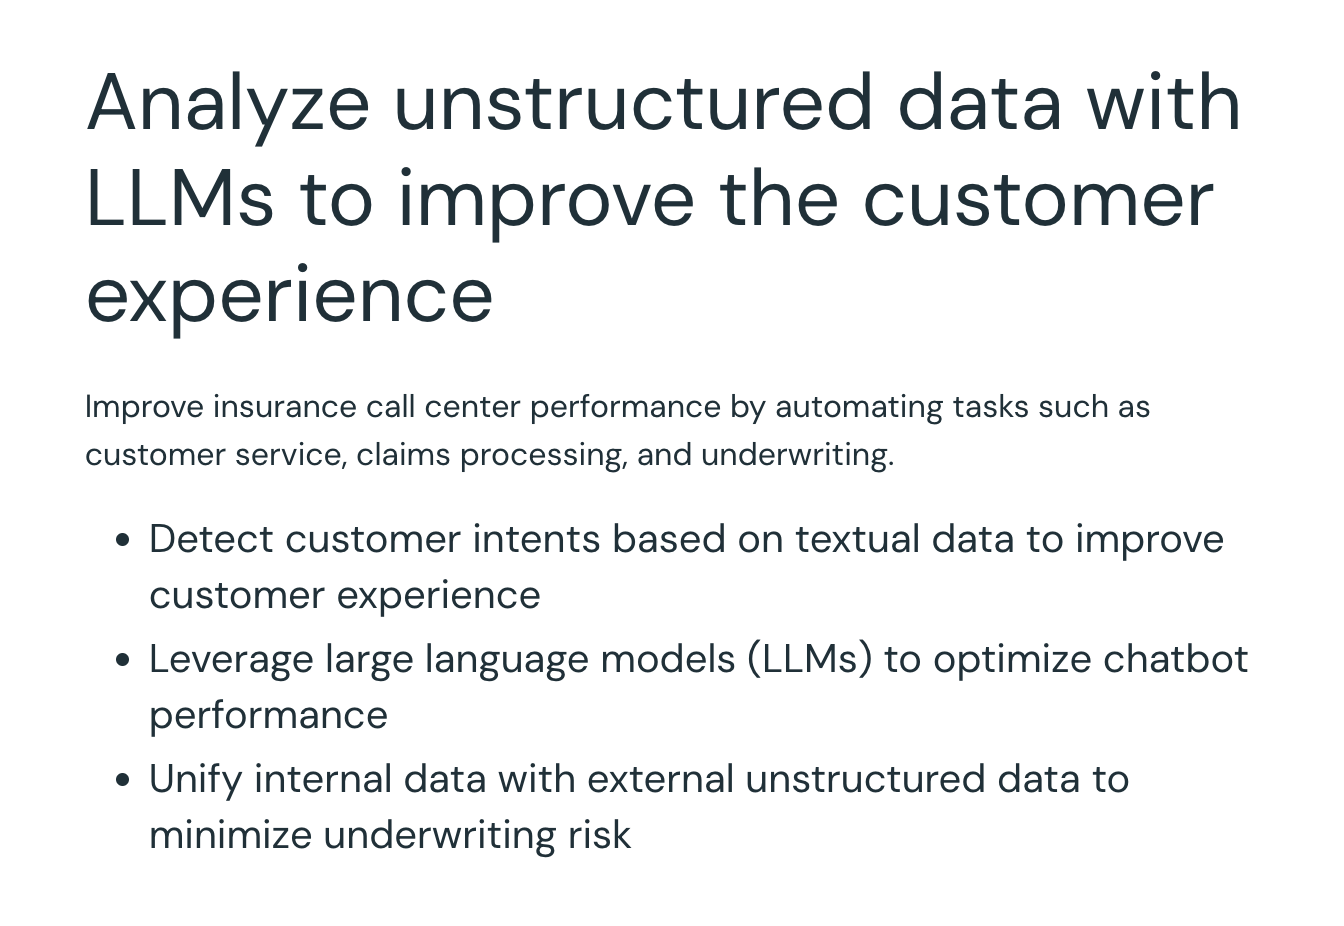 Analyze unstructured data with
LLMs to improve the customer
experience
Improve insurance call center performance by automating tasks such as
customer service, claims processing, and underwriting.
• Detect customer intents based on textual data to improve
customer experience
• Leverage large language models (LLMs) to optimize chatbot
performance
• Unify internal data with external unstructured data to
minimize underwriting risk